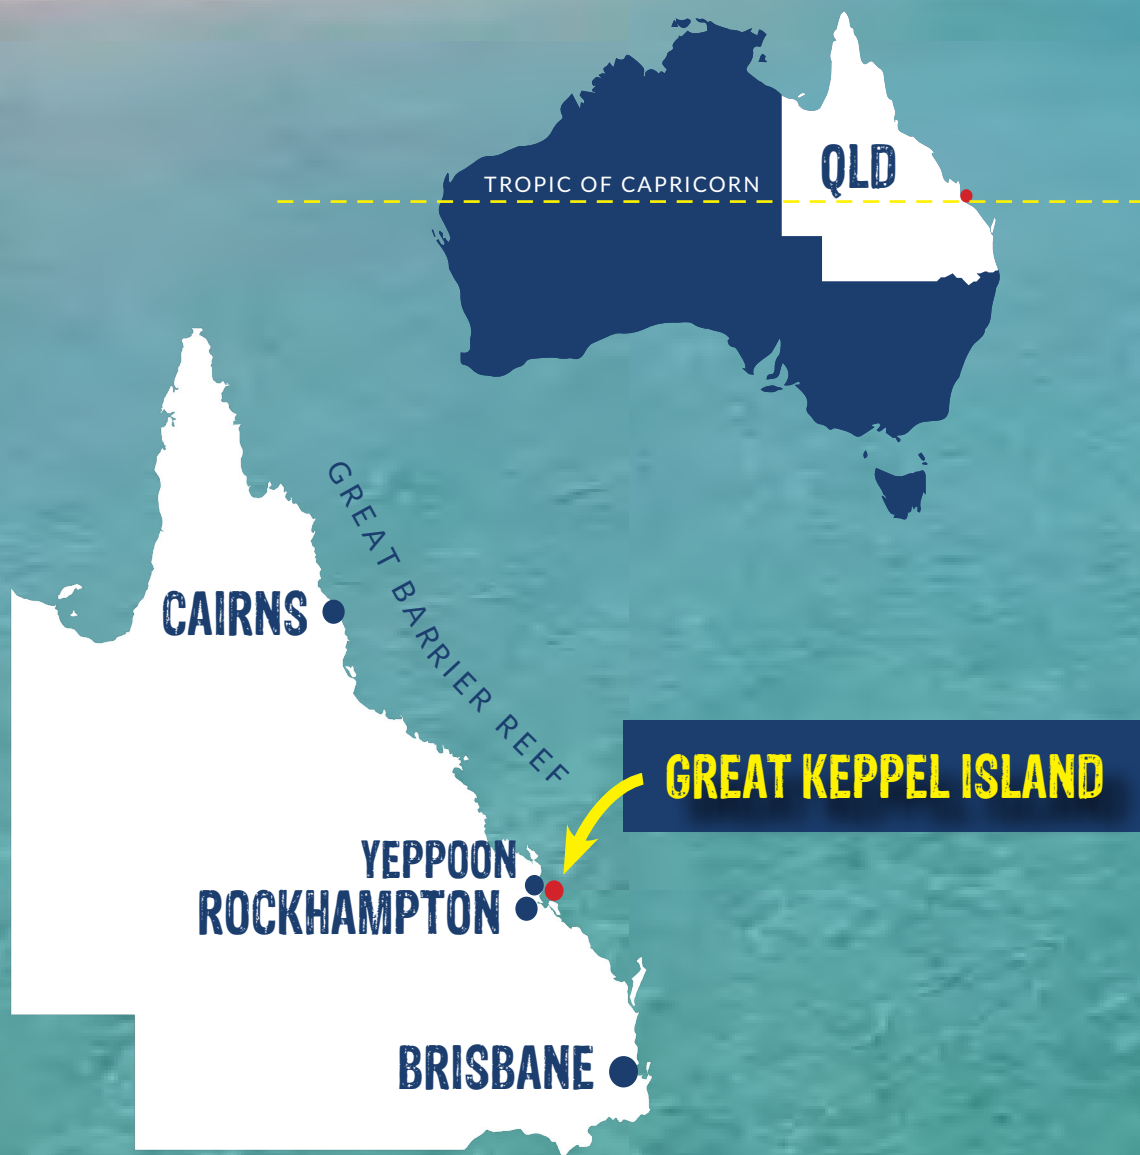 QLD
TROPIC OF CAPRICORN
GREAT BARRIER REEF
CAIRNS
GREAT KEPPEL ISLAND
YEPPOON
ROCKHAMPTON
BRISBANE